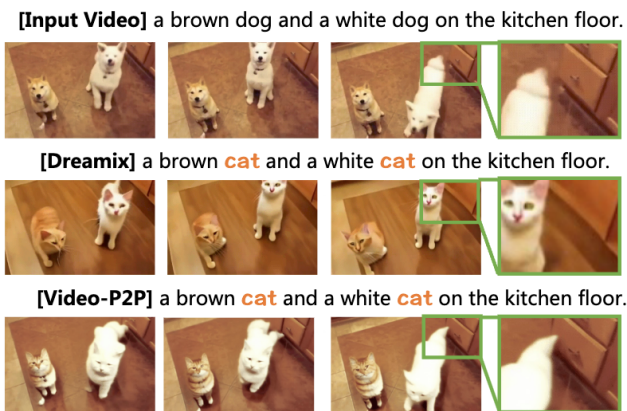 [Input Video] a brown dog and a white dog on the kitchen floor.
[Dreamix] a brown cat and a white cat on the kitchen floor.
[Video-P2P] a brown cat and a white cat on the kitchen floor.